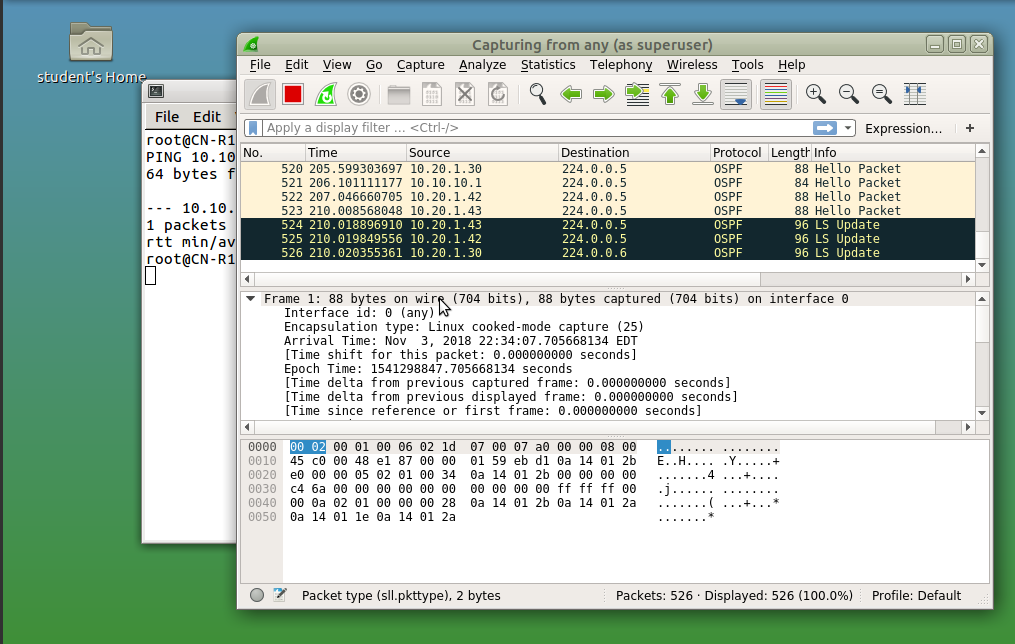 student's Home
File Edit
root@CN-R1
PING 10.10
64 bytes f
--- 10.10.
1 packets
rtt min/av
root@CN-R1
Capturing from any (as superuser)
File Edit View Go Capture Analyze Statistics Telephony Wireless Tools Help
Apply a display filter ... <Ctrl-/> Expression... +
No. Time Source Destination Protocol Length Info
520 205.599303697 10.20.1.30 224.0.0.5 OSPF 88 Hello Packet
521 206.101111177 10.10.10.1 224.0.0.5 OSPF 84 Hello Packet
522 207.046660705 10.20.1.42 224.0.0.5 OSPF 88 Hello Packet
523 210.008568048 10.20.1.43 224.0.0.5 OSPF 88 Hello Packet
524 210.018896910 10.20.1.43 224.0.0.5 OSPF 96 LS Update
525 210.019849556 10.20.1.42 224.0.0.5 OSPF 96 LS Update
526 210.020355361 10.20.1.30 224.0.0.6 OSPF 96 LS Update
Frame 1: 88 bytes on wire (704 bits), 88 bytes captured (704 bits) on interface 0
Interface id: 0 (any)
Encapsulation type: Linux cooked-mode capture (25)
Arrival Time: Nov  3, 2018 22:34:07.705668134 EDT
[Time shift for this packet: 0.000000000 seconds]
Epoch Time: 1541298847.705668134 seconds
[Time delta from previous captured frame: 0.000000000 seconds]
[Time delta from previous displayed frame: 0.000000000 seconds]
[Time since reference or first frame: 0.000000000 seconds]
0000 00 02 00 01 00 06 02 1d 07 00 07 a0 00 00 08 00 ........ ........
0010 45 c0 00 48 e1 87 00 00 01 59 eb d1 0a 14 01 2b E..H.... .Y.....+
0020 e0 00 00 05 02 01 00 34 0a 14 01 2b 00 00 00 00 .......4 ...+....
0030 c4 6a 00 00 00 00 00 00 00 00 00 00 ff ff ff 00 .j...... ........
0040 00 0a 02 01 00 00 00 28 0a 14 01 2b 0a 14 01 2a .......( ...+...*
0050 0a 14 01 1e 0a 14 01 2a .......*
Packet type (sll.pkttype), 2 bytes Packets: 526 · Displayed: 526 (100.0%) Profile: Default